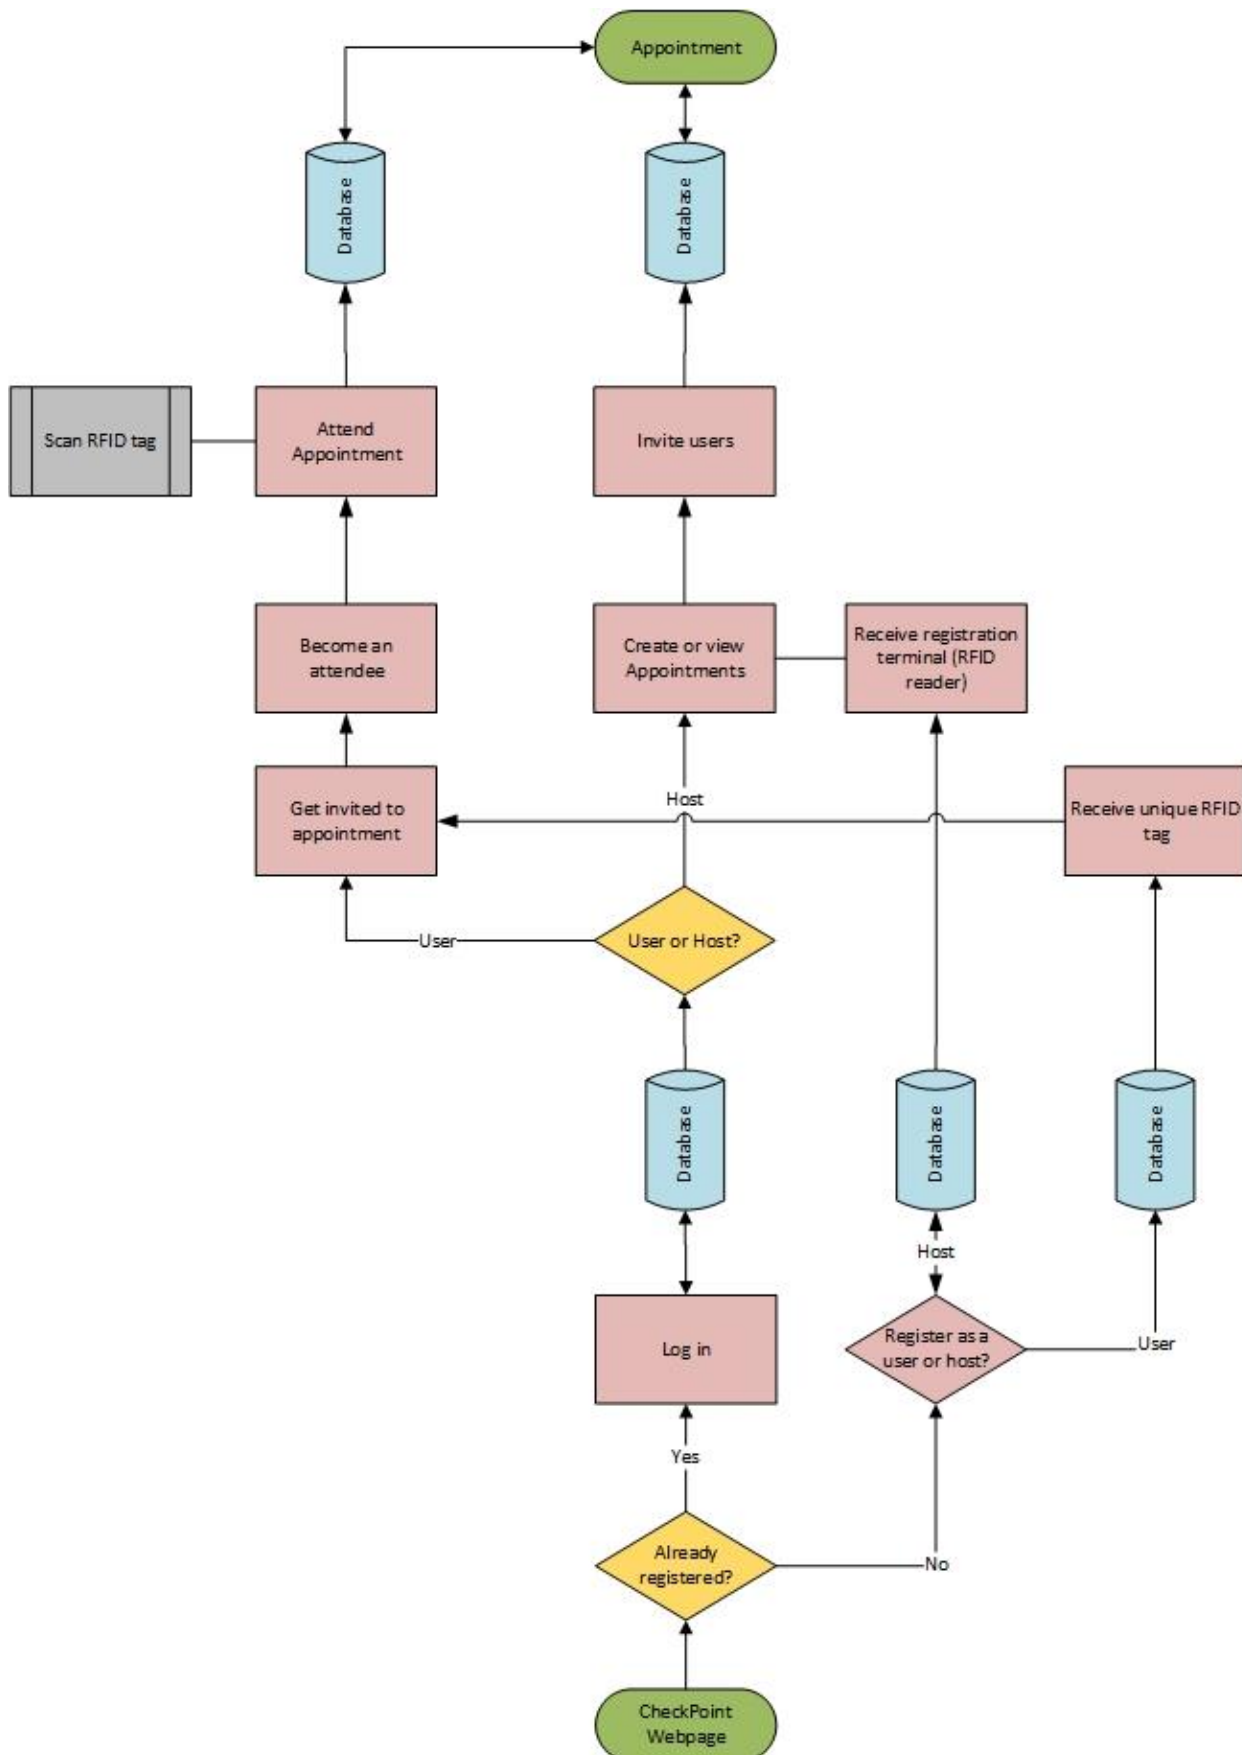 Appointment
Database
Database
Scan RFID tag
Attend
Appointment
Invite users
Become an
attendee
Create or view
Appointments
Receive registration
terminal (RFID
reader)
Get invited to
appointment
Host
Receive unique RFID
tag
User
User or Host?
Database
Database
Database
Host
Log in
Register as a
user or host?
User
Yes
Already
registered?
No
CheckPoint
Webpage